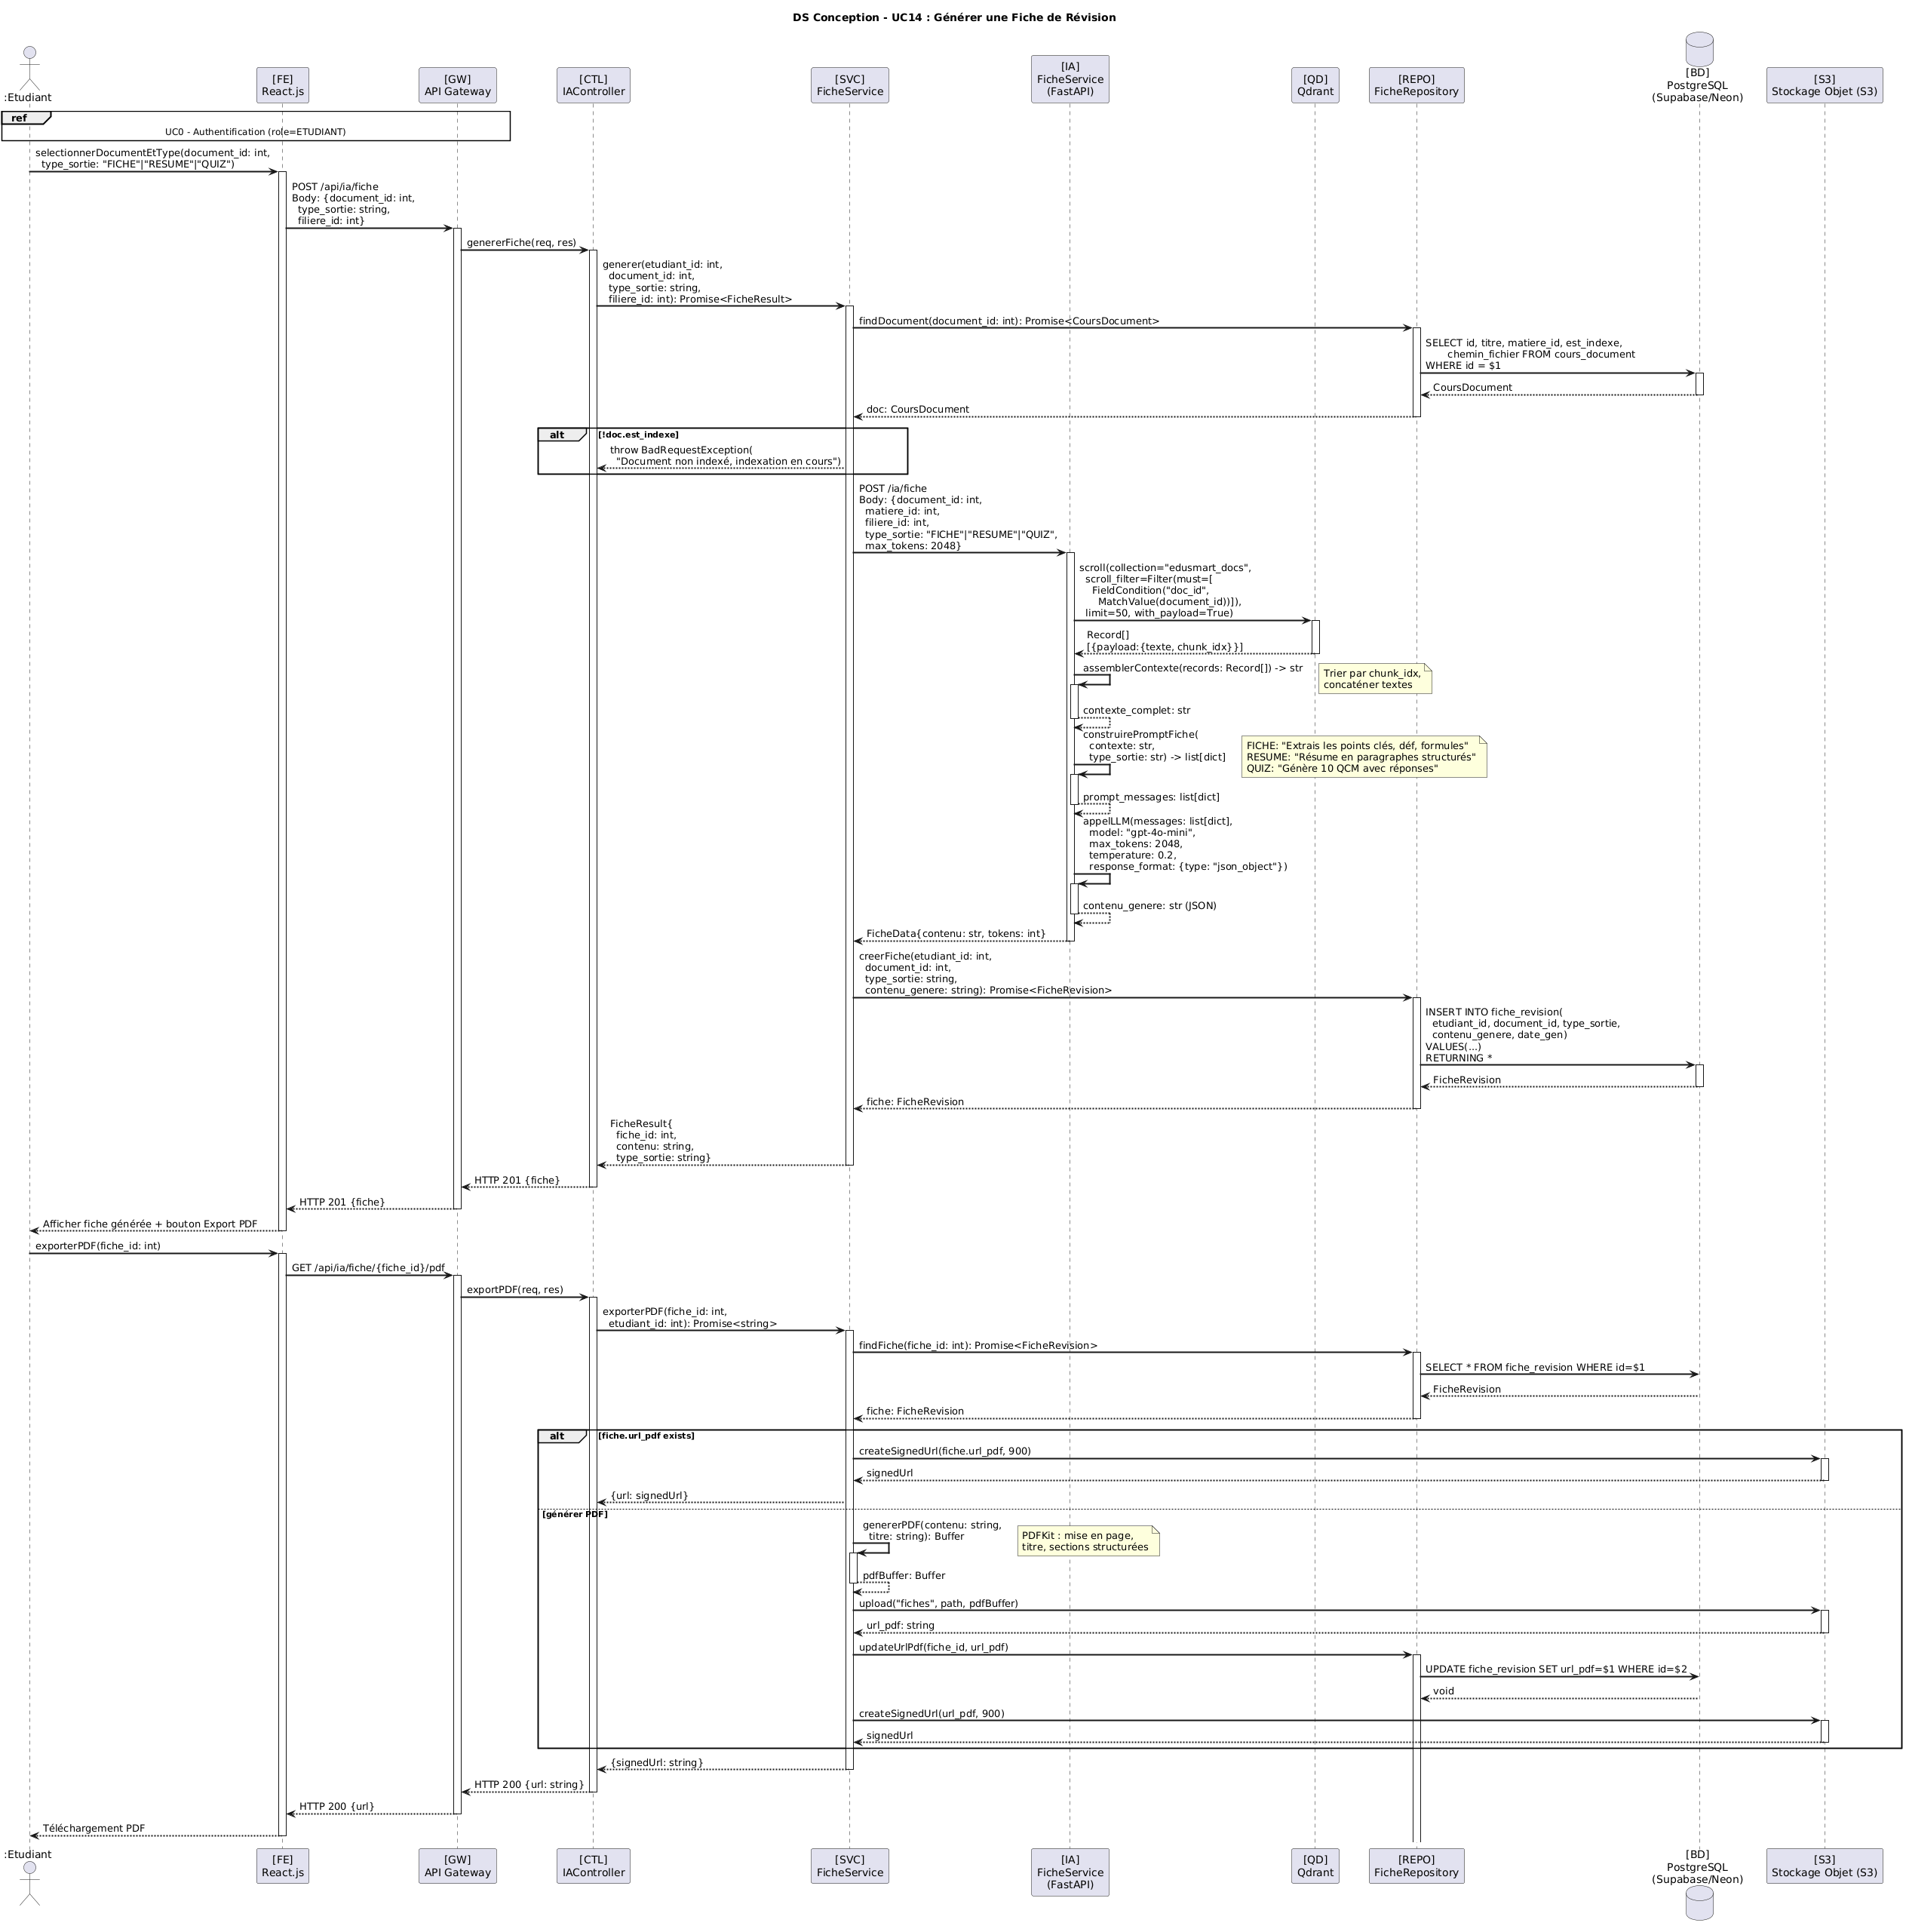 DS Conception - UC14 : Générer une Fiche de Révision
:Etudiant
[FE]
React.js
[GW]
API Gateway
[CTL]
IAController
[SVC]
FicheService
[IA]
FicheService
(FastAPI)
[QD]
Qdrant
[REPO]
FicheRepository
[BD]
PostgreSQL
(Supabase/Neon)
[S3]
Stockage Objet (S3)
ref
UC0 - Authentification (role=ETUDIANT)
selectionnerDocumentEtType(document_id: int,
type_sortie: "FICHE"|"RESUME"|"QUIZ")
POST /api/ia/fiche
Body: {document_id: int,
type_sortie: string,
filiere_id: int}
genererFiche(req, res)
generer(etudiant_id: int,
document_id: int,
type_sortie: string,
filiere_id: int): Promise<FicheResult>
findDocument(document_id: int): Promise<CoursDocument>
SELECT id, titre, matiere_id, est_indexe,
chemin_fichier FROM cours_document
WHERE id = $1
CoursDocument
doc: CoursDocument
alt
[!doc.est_indexe]
throw BadRequestException(
"Document non indexé, indexation en cours")
POST /ia/fiche
Body: {document_id: int,
matiere_id: int,
filiere_id: int,
type_sortie: "FICHE"|"RESUME"|"QUIZ",
max_tokens: 2048}
scroll(collection="edusmart_docs",
scroll_filter=Filter(must=[
FieldCondition("doc_id",
MatchValue(document_id))]),
limit=50, with_payload=True)
Record[]
[{payload:{texte, chunk_idx}}]
assemblerContexte(records: Record[]) -> str
Trier par chunk_idx,
concaténer textes
contexte_complet: str
construirePromptFiche(
contexte: str,
type_sortie: str) -> list[dict]
FICHE: "Extrais les points clés, déf, formules"
RESUME: "Résume en paragraphes structurés"
QUIZ: "Génère 10 QCM avec réponses"
prompt_messages: list[dict]
appelLLM(messages: list[dict],
model: "gpt-4o-mini",
max_tokens: 2048,
temperature: 0.2,
response_format: {type: "json_object"})
contenu_genere: str (JSON)
FicheData{contenu: str, tokens: int}
creerFiche(etudiant_id: int,
document_id: int,
type_sortie: string,
contenu_genere: string): Promise<FicheRevision>
INSERT INTO fiche_revision(
etudiant_id, document_id, type_sortie,
contenu_genere, date_gen)
VALUES(...)
RETURNING *
FicheRevision
fiche: FicheRevision
FicheResult{
fiche_id: int,
contenu: string,
type_sortie: string}
HTTP 201 {fiche}
HTTP 201 {fiche}
Afficher fiche générée + bouton Export PDF
exporterPDF(fiche_id: int)
GET /api/ia/fiche/{fiche_id}/pdf
exportPDF(req, res)
exporterPDF(fiche_id: int,
etudiant_id: int): Promise<string>
findFiche(fiche_id: int): Promise<FicheRevision>
SELECT * FROM fiche_revision WHERE id=$1
FicheRevision
fiche: FicheRevision
alt
[fiche.url_pdf exists]
createSignedUrl(fiche.url_pdf, 900)
signedUrl
{url: signedUrl}
[générer PDF]
genererPDF(contenu: string,
titre: string): Buffer
PDFKit : mise en page,
titre, sections structurées
pdfBuffer: Buffer
upload("fiches", path, pdfBuffer)
url_pdf: string
updateUrlPdf(fiche_id, url_pdf)
UPDATE fiche_revision SET url_pdf=$1 WHERE id=$2
void
createSignedUrl(url_pdf, 900)
signedUrl
{signedUrl: string}
HTTP 200 {url: string}
HTTP 200 {url}
Téléchargement PDF
:Etudiant
[FE]
React.js
[GW]
API Gateway
[CTL]
IAController
[SVC]
FicheService
[IA]
FicheService
(FastAPI)
[QD]
Qdrant
[REPO]
FicheRepository
[BD]
PostgreSQL
(Supabase/Neon)
[S3]
Stockage Objet (S3)